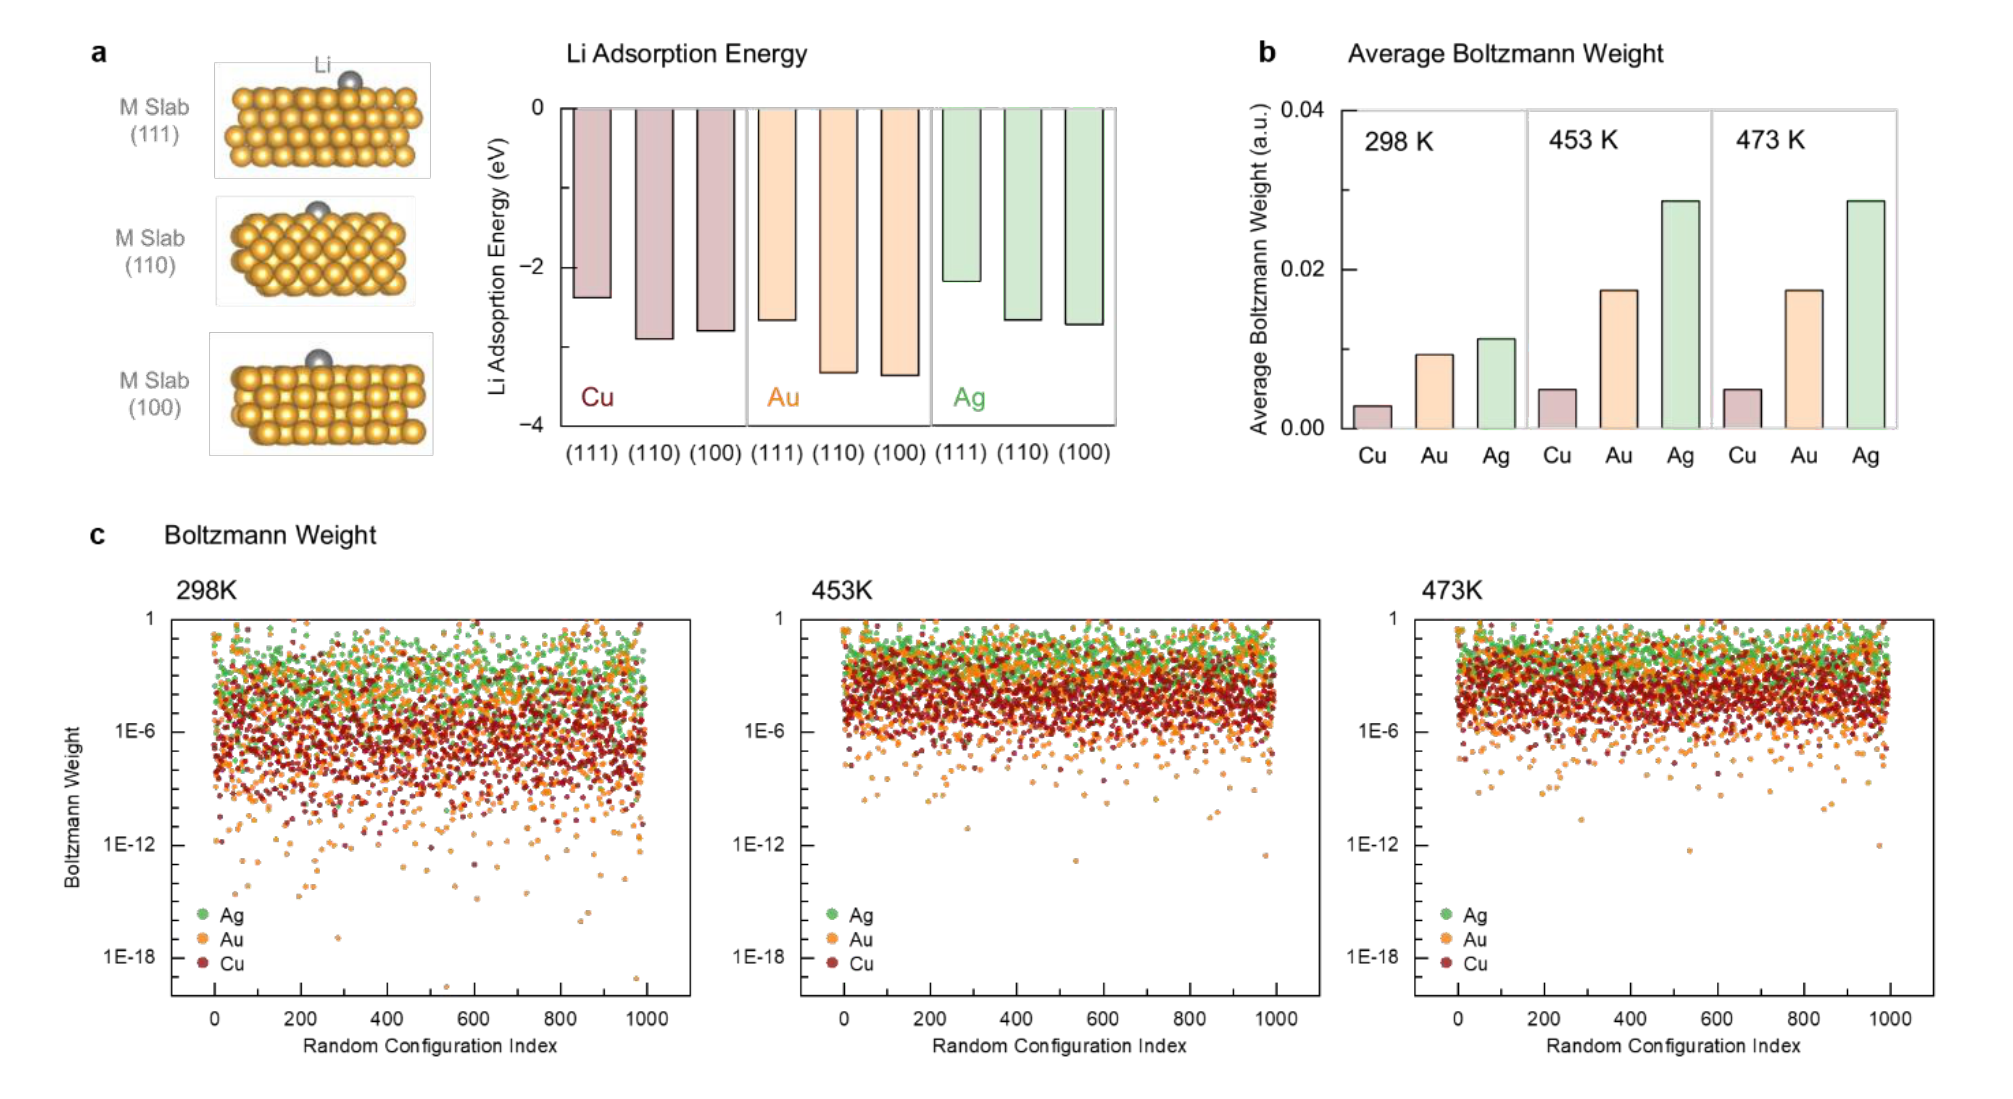 a
Li Adsorption Energy
b
Average Boltzmann Weight
Li
M Slab
(111)
M Slab
(110)
M Slab
(100)
Li Adsoprtion Energy (eV)
0
−2
−4
Cu
Au
Ag
(111) (110) (100) (111) (110) (100) (111) (110) (100)
Average Boltzmann Weight (a.u.)
0.04
0.02
0.00
298 K
453 K
473 K
Cu Au Ag Cu Au Ag Cu Au Ag
c
Boltzmann Weight
298K
Boltzmann Weight
1
1E-6
1E-12
1E-18
Ag
Au
Cu
0 200 400 600 800 1000
Random Configuration Index
453K
1
1E-6
1E-12
1E-18
Ag
Au
Cu
0 200 400 600 800 1000
Random Configuration Index
473K
1
1E-6
1E-12
1E-18
Ag
Au
Cu
0 200 400 600 800 1000
Random Configuration Index